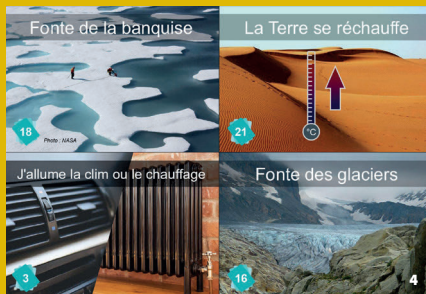 Fonte de la banquise
18
Photo : NASA
La Terre se réchauffe
21
°C
J'allume la clim ou le chauffage
3
Fonte des glaciers
16
4